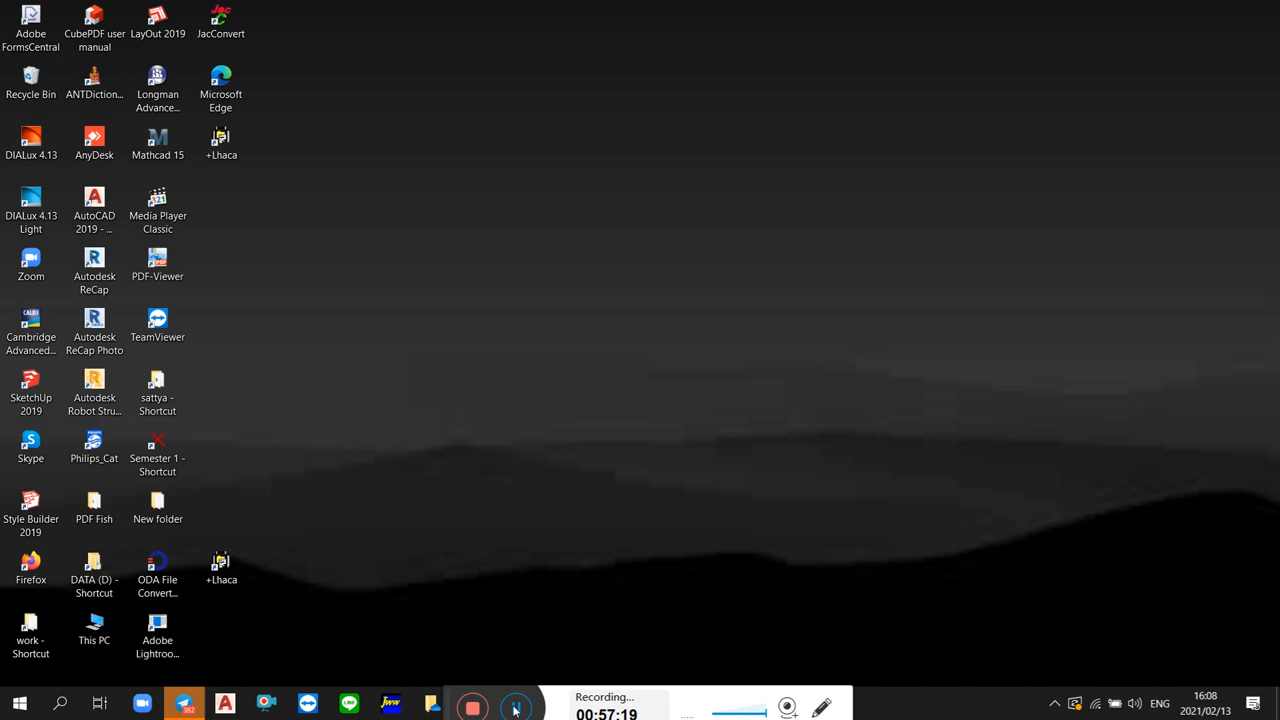 Adobe
FormsCentral
CubePDF user
manual
LayOut 2019
JacConvert
Recycle Bin
ANTDiction...
Longman
Advance...
Microsoft
Edge
DIALux 4.13
AnyDesk
Mathcad 15
+Lhaca
DIALux 4.13
Light
AutoCAD
2019 - ...
Media Player
Classic
Zoom
Autodesk
ReCap
PDF-Viewer
Cambridge
Advanced...
Autodesk
ReCap Photo
TeamViewer
SketchUp
2019
Autodesk
Robot Stru...
sattya -
Shortcut
Skype
Philips_Cat
Semester 1 -
Shortcut
Style Builder
2019
PDF Fish
New folder
Firefox
DATA (D) -
Shortcut
ODA File
Convert...
+Lhaca
work -
Shortcut
This PC
Adobe
Lightroo...
382
LINE
Jww
Recording...
00:57:19
ENG
16:08
2021/02/13